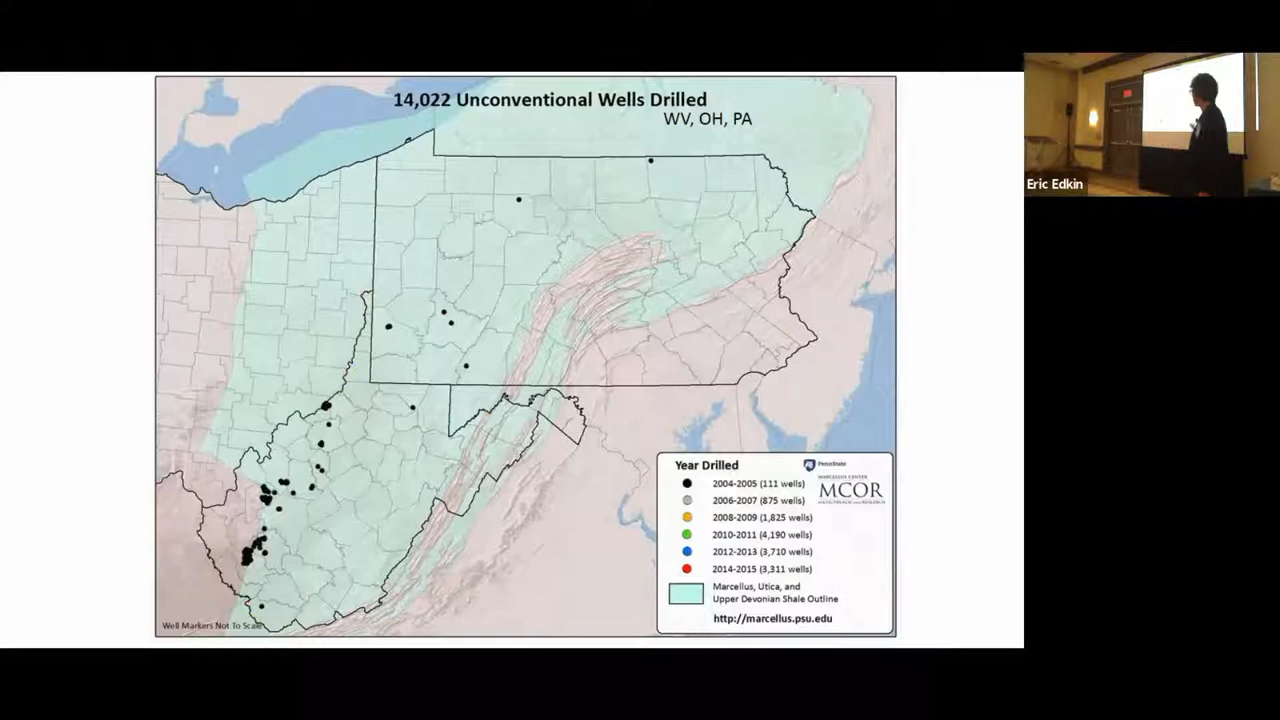 14,022 Unconventional Wells Drilled
WV, OH, PA
Eric Edkin
Year Drilled
PennState
MARCELLUS CENTER
MCOR
FOR OUTREACH AND RESEARCH
2004-2005 (111 wells)
2006-2007 (875 wells)
2008-2009 (1,825 wells)
2010-2011 (4,190 wells)
2012-2013 (3,710 wells)
2014-2015 (3,311 wells)
Marcellus, Utica, and
Upper Devonian Shale Outline
http://marcellus.psu.edu
Well Markers Not To Scale